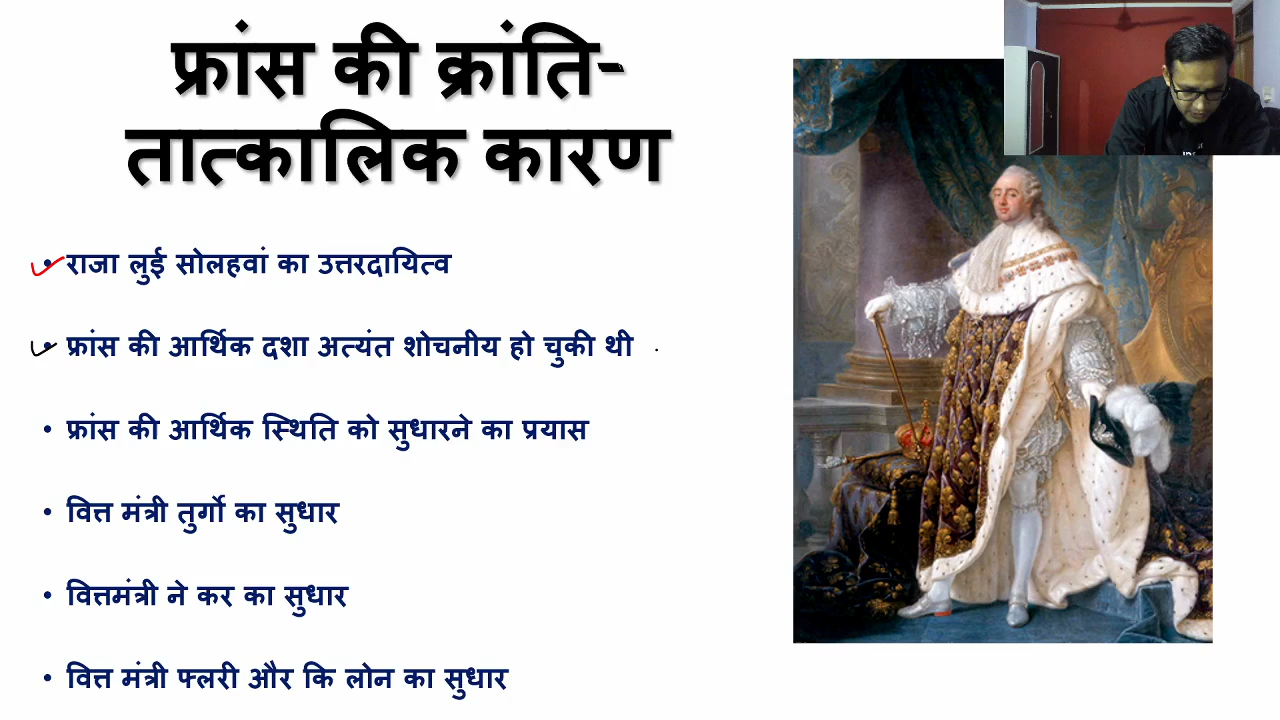 फ्रांस की क्रांति-
तात्कालिक कारण
• राजा लुई सोलहवां का उत्तरदायित्व
• फ्रांस की आर्थिक दशा अत्यंत शोचनीय हो चुकी थी
• फ्रांस की आर्थिक स्थिति को सुधारने का प्रयास
• वित्त मंत्री तुर्गो का सुधार
• वित्तमंत्री ने कर का सुधार
• वित्त मंत्री फ्लरी और कि लोन का सुधार